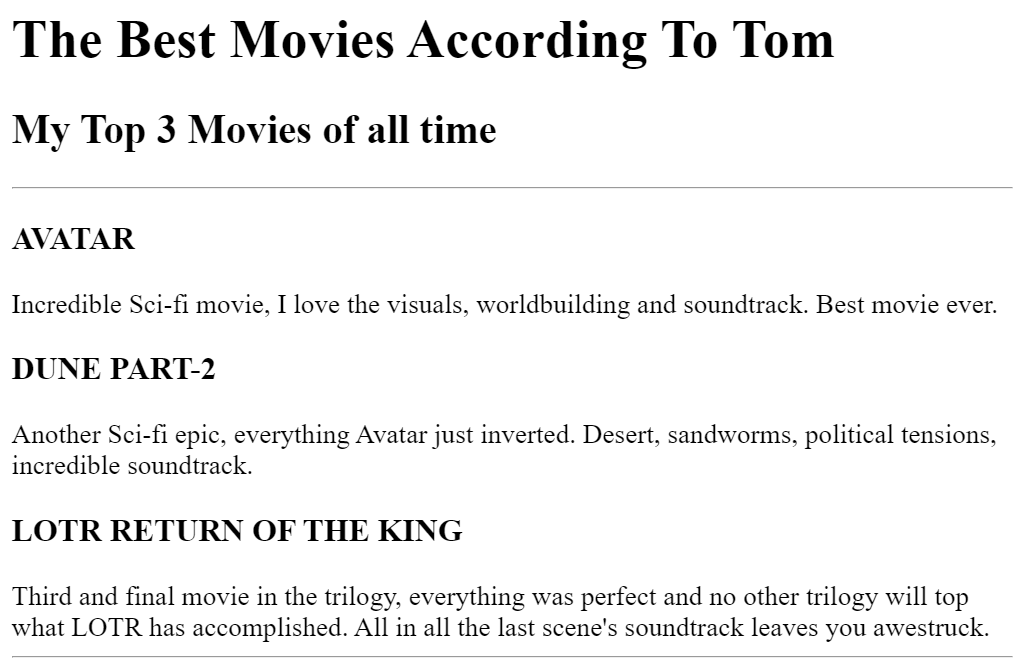 The Best Movies According To Tom
My Top 3 Movies of all time
AVATAR
Incredible Sci-fi movie, I love the visuals, worldbuilding and soundtrack. Best movie ever.
DUNE PART-2
Another Sci-fi epic, everything Avatar just inverted. Desert, sandworms, political tensions,
incredible soundtrack.
LOTR RETURN OF THE KING
Third and final movie in the trilogy, everything was perfect and no other trilogy will top
what LOTR has accomplished. All in all the last scene's soundtrack leaves you awestruck.